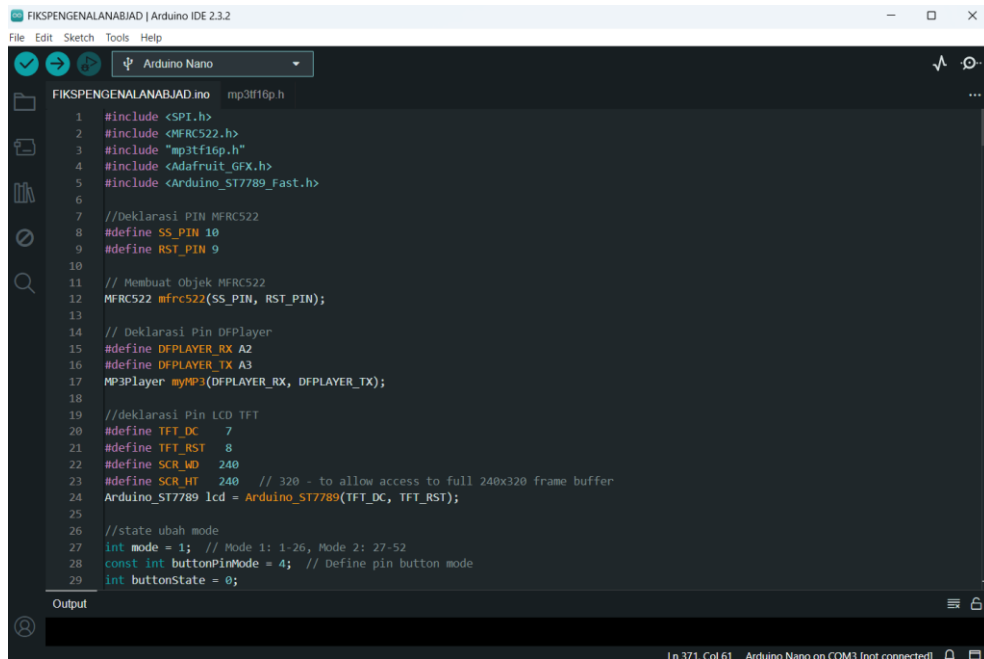 FIKSPENGENALANABJAD | Arduino IDE 2.3.2
File Edit Sketch Tools Help
Arduino Nano
FIKSPENGENALANABJAD.ino mp3tf16p.h
1 #include <SPI.h>
2 #include <MFRC522.h>
3 #include "mp3tf16p.h"
4 #include <Adafruit_GFX.h>
5 #include <Arduino_ST7789_Fast.h>
6
7 //Deklarasi PIN MFRC522
8 #define SS_PIN 10
9 #define RST_PIN 9
10
11 // Membuat Objek MFRC522
12 MFRC522 mfrc522(SS_PIN, RST_PIN);
13
14 // Deklarasi Pin DFPlayer
15 #define DFPLAYER_RX A2
16 #define DFPLAYER_TX A3
17 MP3Player myMP3(DFPLAYER_RX, DFPLAYER_TX);
18
19 //deklarasi Pin LCD TFT
20 #define TFT_DC 7
21 #define TFT_RST 8
22 #define SCR_WD 240
23 #define SCR_HT 240 // 320 - to allow access to full 240x320 frame buffer
24 Arduino_ST7789 lcd = Arduino_ST7789(TFT_DC, TFT_RST);
25
26 //state ubah mode
27 int mode = 1; // Mode 1: 1-26, Mode 2: 27-52
28 const int buttonPinMode = 4; // Define pin button mode
29 int buttonState = 0;
Output
Ln 371, Col 61 Arduino Nano on COM3 [not connected]